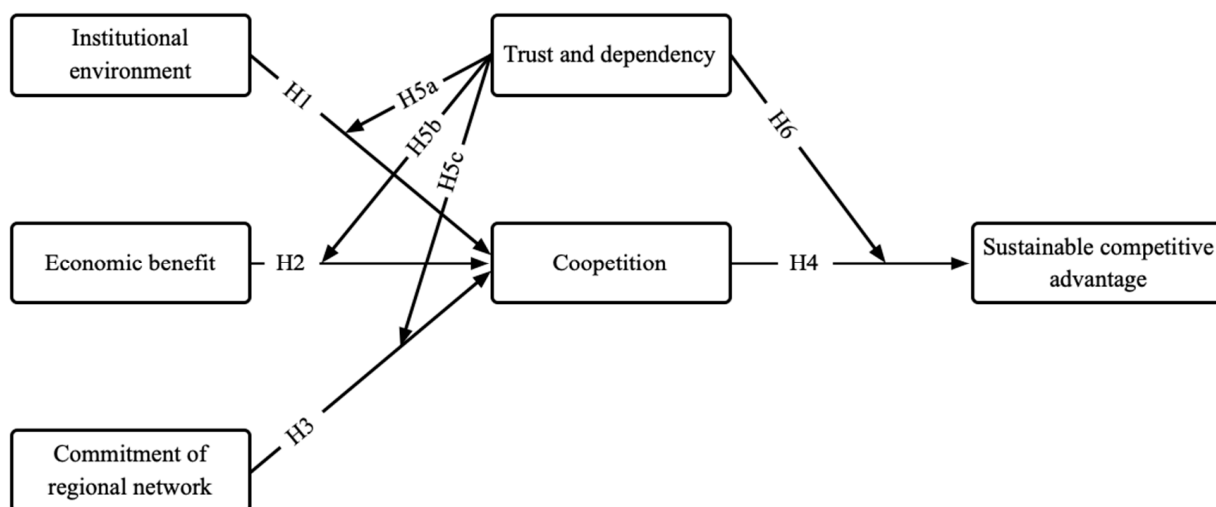 Institutional
environment
Trust and dependency
H1
H5a
H5b
H5c
H6
Economic benefit
H2
Coopetition
H4
Sustainable competitive
advantage
H3
Commitment of
regional network